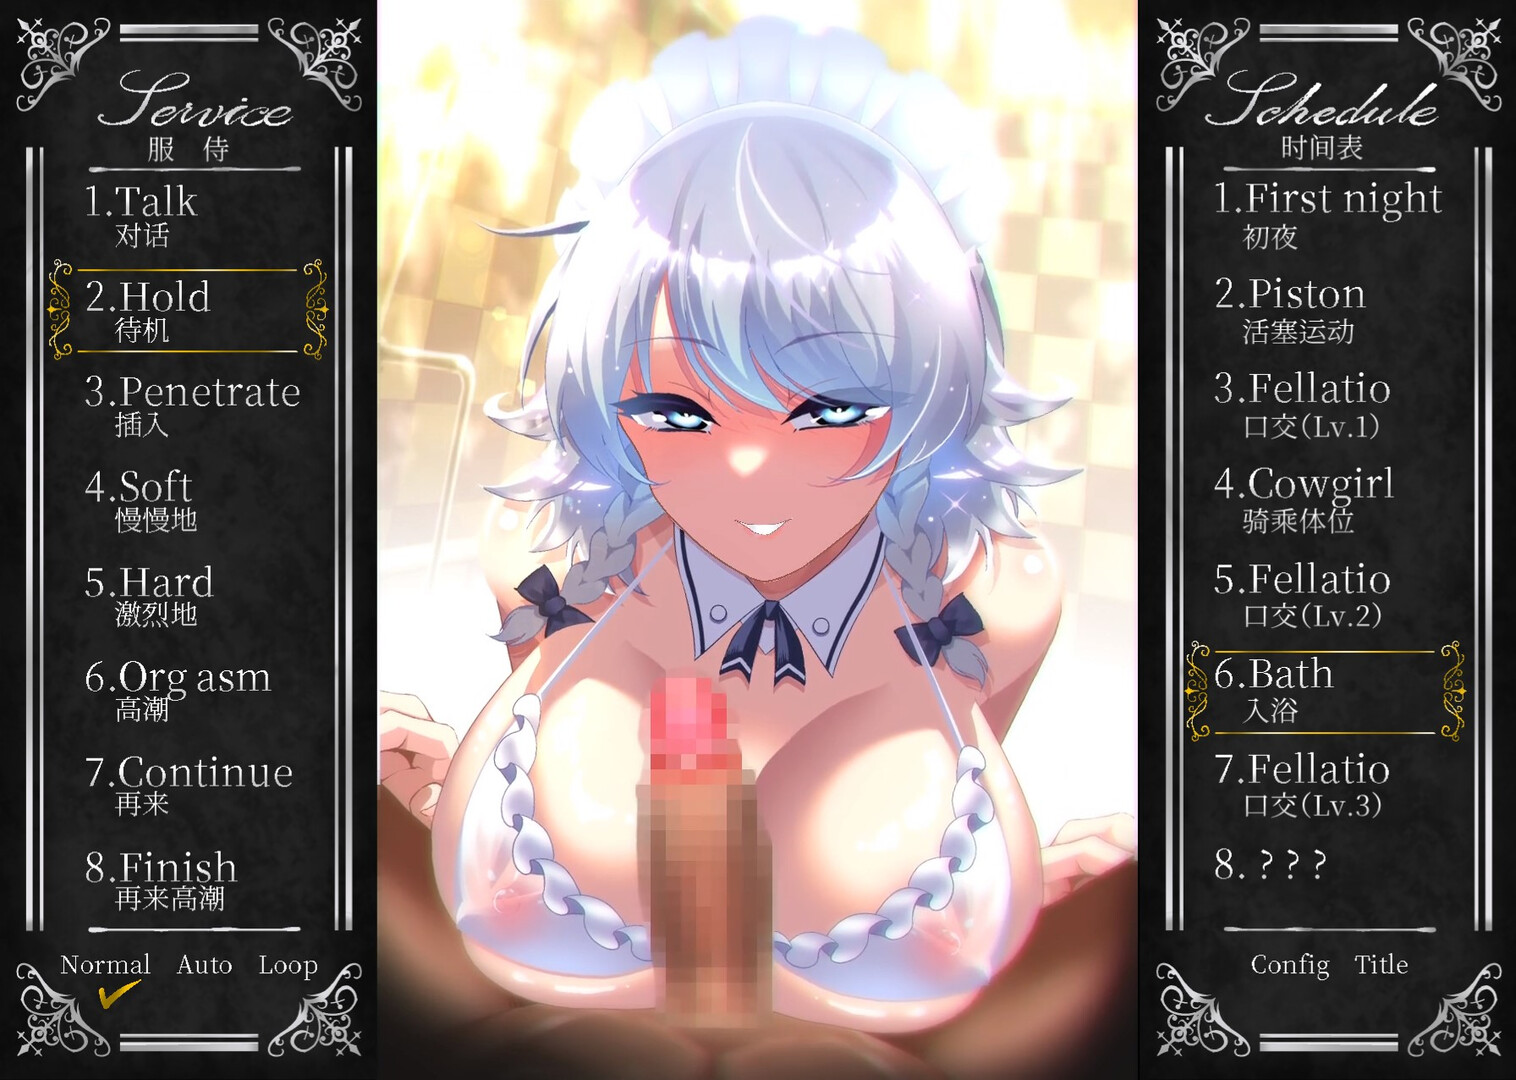 Service
服 侍
1.Talk
对话
2.Hold
待机
3.Penetrate
插入
4.Soft
慢慢地
5.Hard
激烈地
6.Org asm
高潮
7.Continue
再来
8.Finish
再来高潮
Normal Auto Loop
Schedule
时间表
1.First night
初夜
2.Piston
活塞运动
3.Fellatio
口交(Lv.1)
4.Cowgirl
骑乘体位
5.Fellatio
口交(Lv.2)
6.Bath
入浴
7.Fellatio
口交(Lv.3)
8.???
Config Title